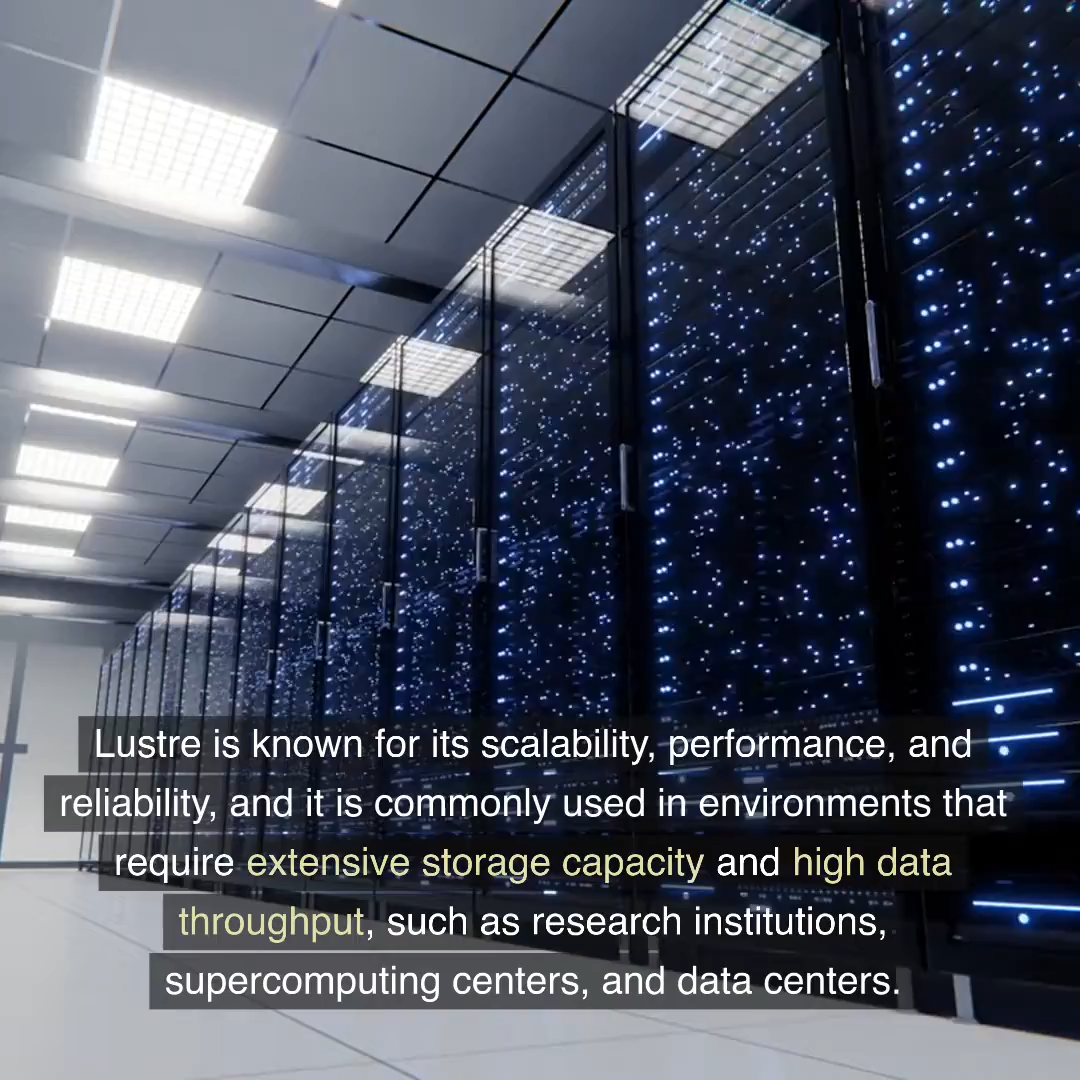 Lustre is known for its scalability, performance, and
reliability, and it is commonly used in environments that
require extensive storage capacity and high data
throughput, such as research institutions,
supercomputing centers, and data centers.